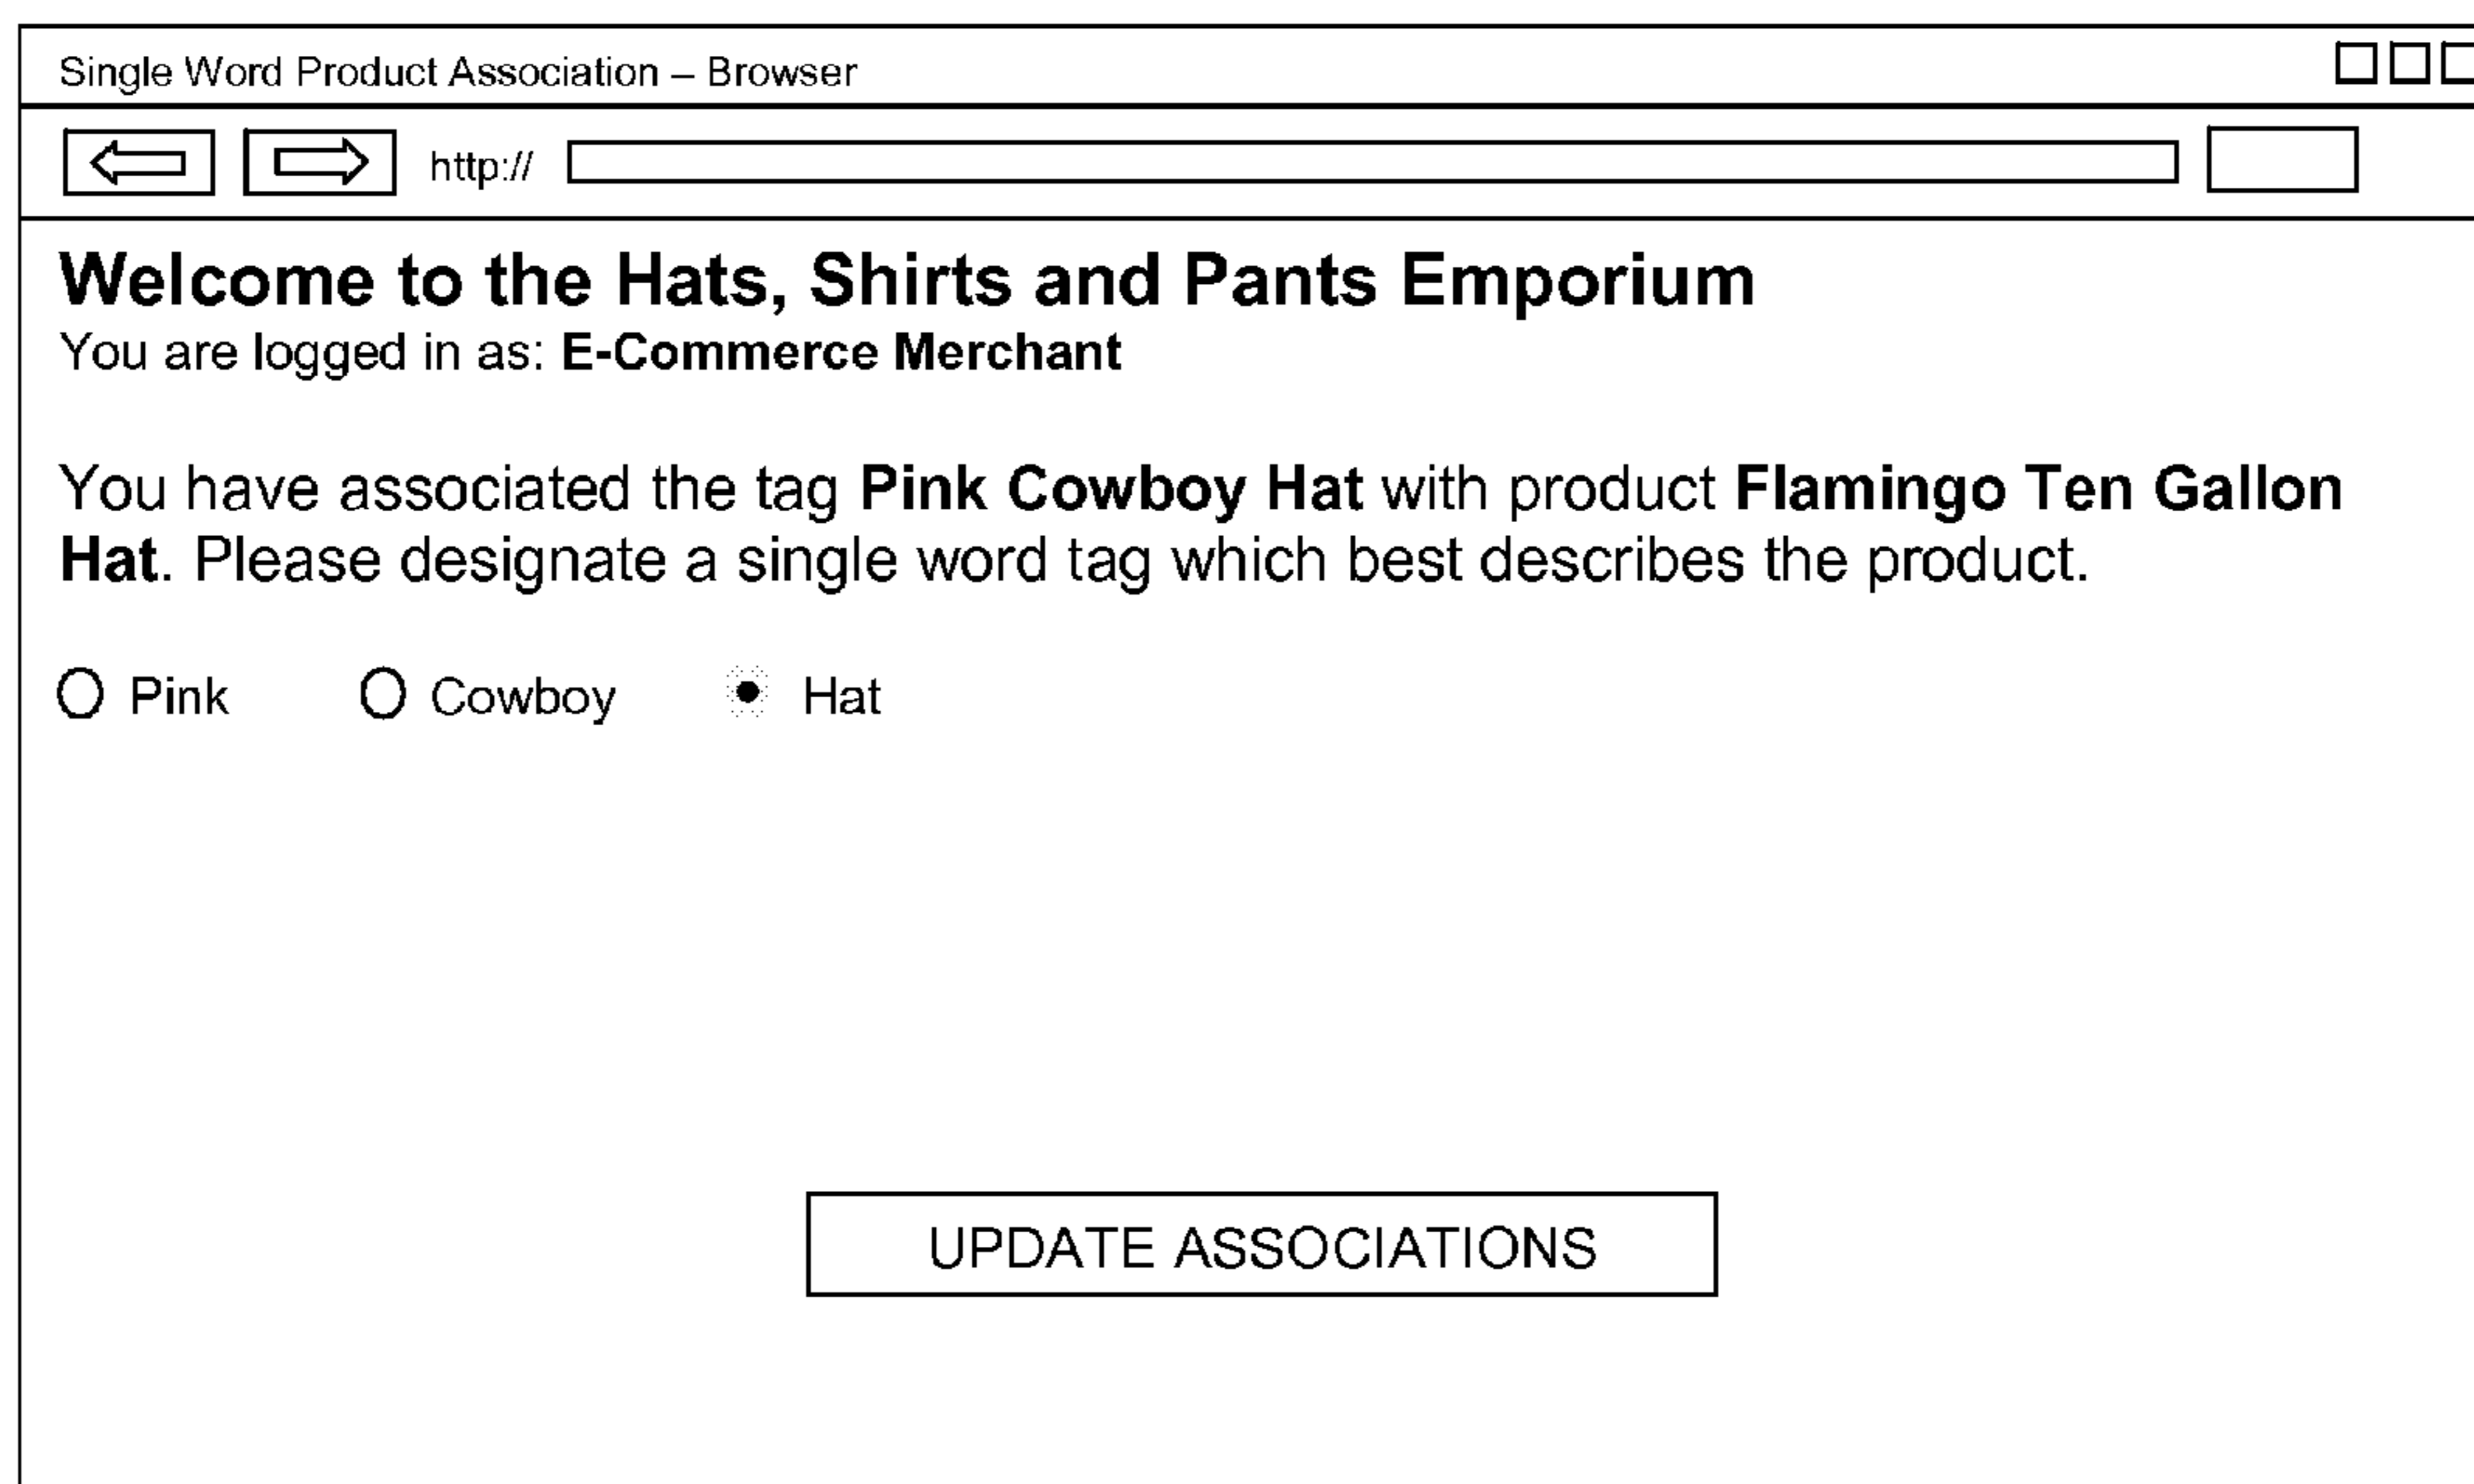 Single Word Product Association – Browser
http://
Welcome to the Hats, Shirts and Pants Emporium
You are logged in as: E-Commerce Merchant
You have associated the tag Pink Cowboy Hat with product Flamingo Ten Gallon
Hat. Please designate a single word tag which best describes the product.
Pink Cowboy Hat
UPDATE ASSOCIATIONS